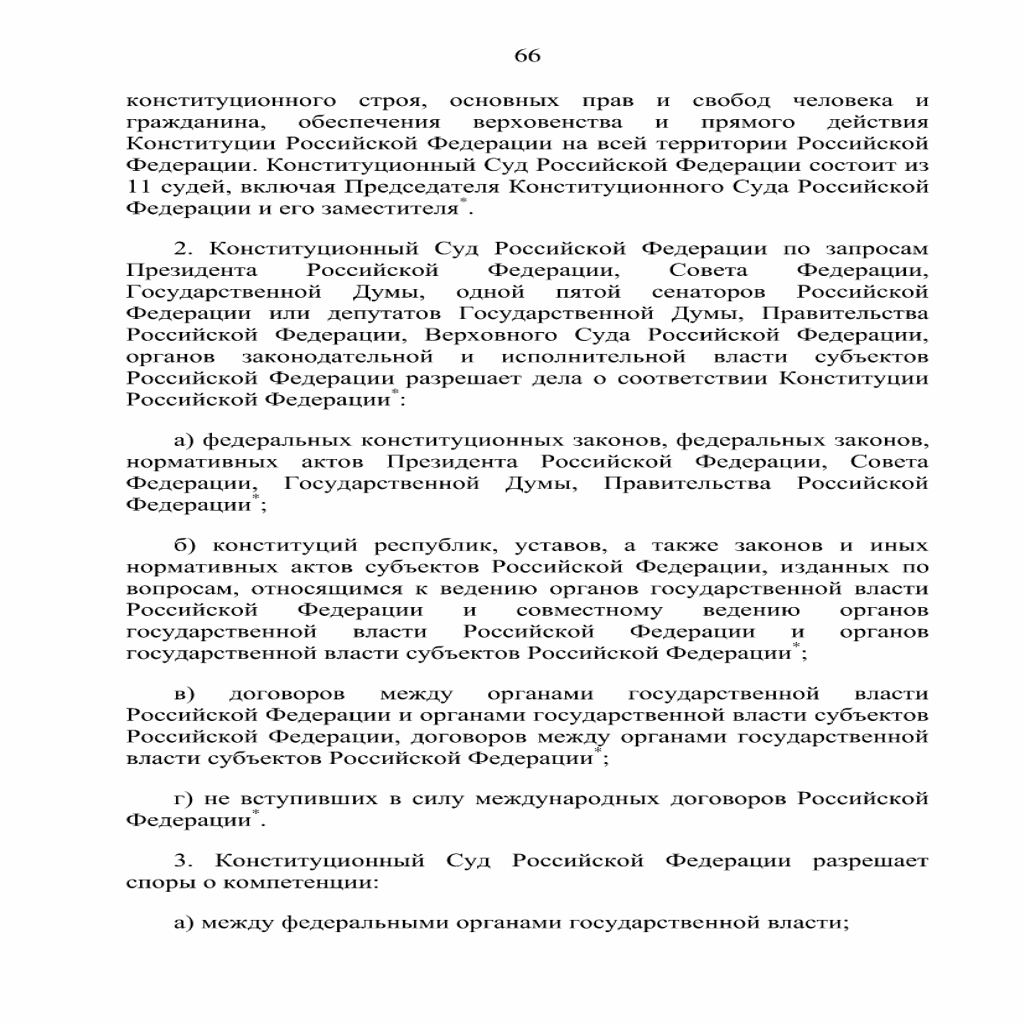 66
конституционного строя, основных прав и свобод человека и
гражданина, обеспечения верховенства и прямого действия
Конституции Российской Федерации на всей территории Российской
Федерации. Конституционный Суд Российской Федерации состоит из
11 судей, включая Председателя Конституционного Суда Российской
Федерации и его заместителя*.
2. Конституционный Суд Российской Федерации по запросам
Президента Российской Федерации, Совета Федерации,
Государственной Думы, одной пятой сенаторов Российской
Федерации или депутатов Государственной Думы, Правительства
Российской Федерации, Верховного Суда Российской Федерации,
органов законодательной и исполнительной власти субъектов
Российской Федерации разрешает дела о соответствии Конституции
Российской Федерации*:
а) федеральных конституционных законов, федеральных законов,
нормативных актов Президента Российской Федерации, Совета
Федерации, Государственной Думы, Правительства Российской
Федерации*;
б) конституций республик, уставов, а также законов и иных
нормативных актов субъектов Российской Федерации, изданных по
вопросам, относящимся к ведению органов государственной власти
Российской Федерации и совместному ведению органов
государственной власти Российской Федерации и органов
государственной власти субъектов Российской Федерации*;
в) договоров между органами государственной власти
Российской Федерации и органами государственной власти субъектов
Российской Федерации, договоров между органами государственной
власти субъектов Российской Федерации*;
г) не вступивших в силу международных договоров Российской
Федерации*.
3. Конституционный Суд Российской Федерации разрешает
споры о компетенции:
а) между федеральными органами государственной власти;